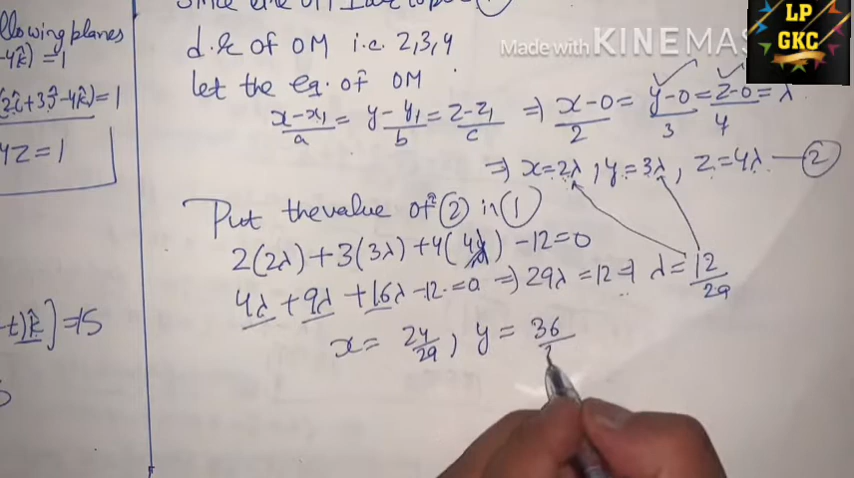 llowing planes
-4k̂) = 1
(2î+3ĵ-4k̂) = 1
4Z = 1
-t)k̂] = 15
d.r of OM i.e. 2,3,4
let the eq. of OM
x-x₁/a = y-y₁/b = z-z₁/c ⇒ x-0/2 = y-0/3 = z-0/4 = λ
⇒ x=2λ, y=3λ, z=4λ — ②
Put the value of ② in ①
2(2λ)+3(3λ)+4(4λ) -12=0
4λ+9λ+16λ-12=0 ⇒ 29λ=12 ⇒ λ=12/29
x= 24/29, y= 36/2
Made with KINEMAS
LP
GKC